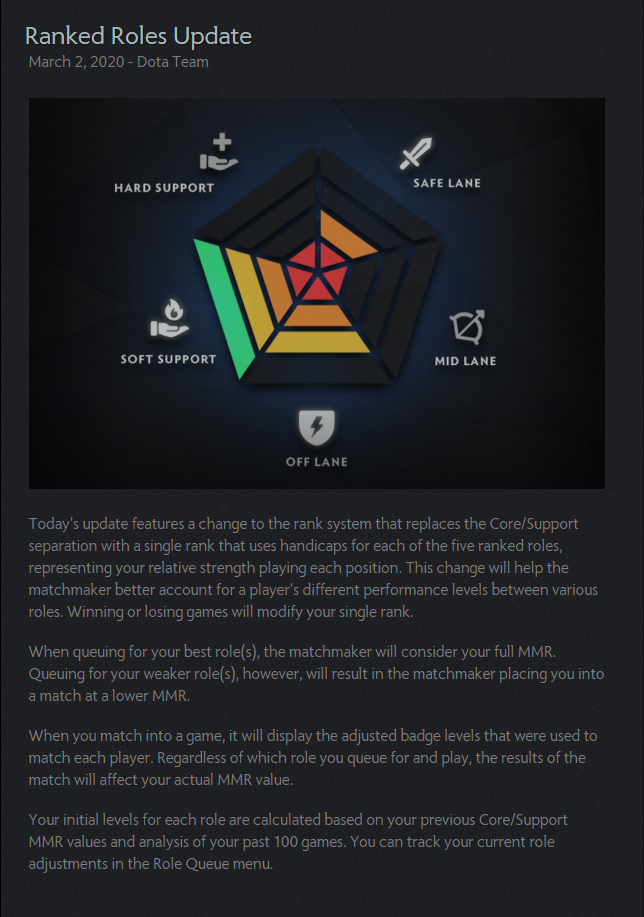 Ranked Roles Update
March 2, 2020 - Dota Team
HARD SUPPORT
SAFE LANE
SOFT SUPPORT
MID LANE
OFF LANE
Today's update features a change to the rank system that replaces the Core/Support
separation with a single rank that uses handicaps for each of the five ranked roles,
representing your relative strength playing each position. This change will help the
matchmaker better account for a player's different performance levels between various
roles. Winning or losing games will modify your single rank.
When queuing for your best role(s), the matchmaker will consider your full MMR.
Queuing for your weaker role(s), however, will result in the matchmaker placing you into
a match at a lower MMR.
When you match into a game, it will display the adjusted badge levels that were used to
match each player. Regardless of which role you queue for and play, the results of the
match will affect your actual MMR value.
Your initial levels for each role are calculated based on your previous Core/Support
MMR values and analysis of your past 100 games. You can track your current role
adjustments in the Role Queue menu.